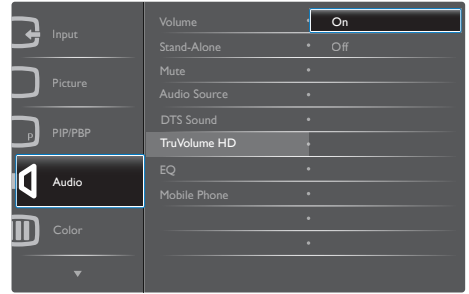 Input
Picture
p
PIP/PBP
Audio
Color
Volume
Stand-Alone
Mute
Audio Source
DTS Sound
TruVolume HD
EQ
Mobile Phone
On
Off